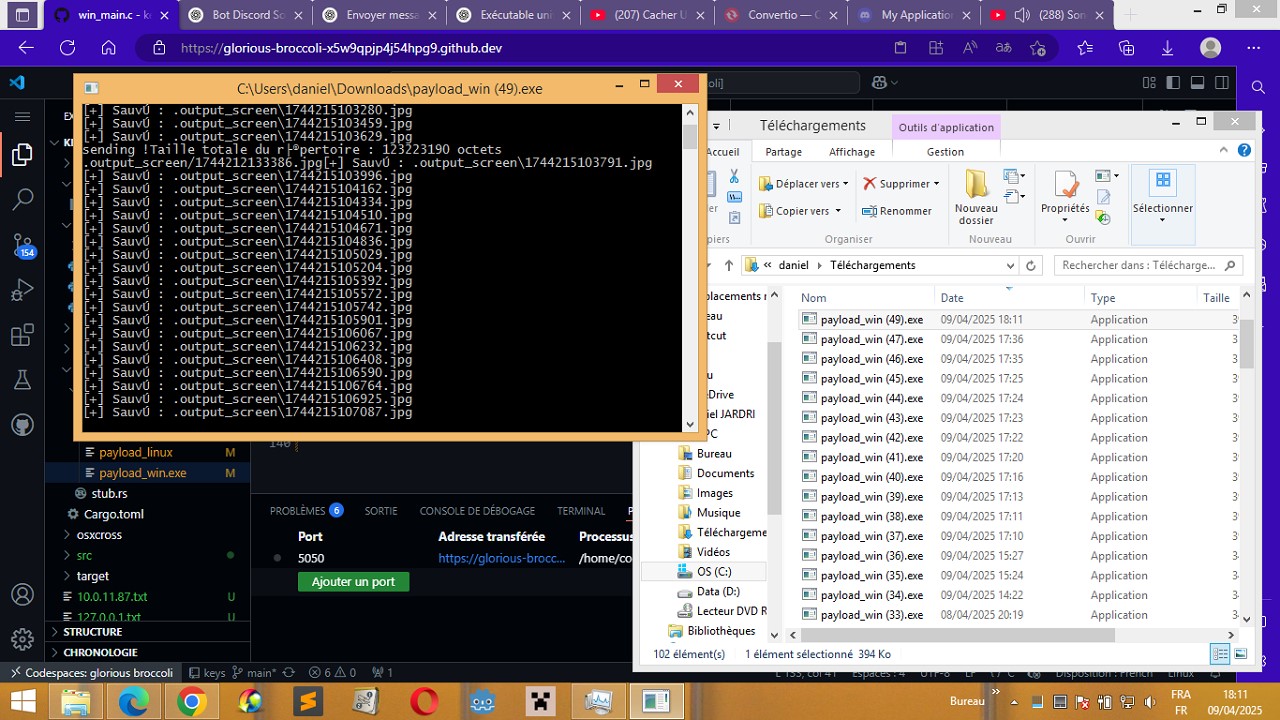 win_main.c - ke
Bot Discord So
Envoyer messa
Exécutable uni
(207) Cacher U
Convertio — C
My Application
(288) Son
https://glorious-broccoli-x5w9qpjp4j54hpg9.github.dev
C:\Users\daniel\Downloads\payload_win (49).exe
[+] SauvÚ : .output_screen\1744215103280.jpg
[+] SauvÚ : .output_screen\1744215103459.jpg
[+] SauvÚ : .output_screen\1744215103629.jpg
sending !Taille totale du r├®pertoire : 123223190 octets
.output_screen/1744212133386.jpg[+] SauvÚ : .output_screen\1744215103791.jpg
[+] SauvÚ : .output_screen\1744215103996.jpg
[+] SauvÚ : .output_screen\1744215104162.jpg
[+] SauvÚ : .output_screen\1744215104334.jpg
[+] SauvÚ : .output_screen\1744215104510.jpg
[+] SauvÚ : .output_screen\1744215104671.jpg
[+] SauvÚ : .output_screen\1744215104836.jpg
[+] SauvÚ : .output_screen\1744215105029.jpg
[+] SauvÚ : .output_screen\1744215105204.jpg
[+] SauvÚ : .output_screen\1744215105392.jpg
[+] SauvÚ : .output_screen\1744215105572.jpg
[+] SauvÚ : .output_screen\1744215105742.jpg
[+] SauvÚ : .output_screen\1744215105901.jpg
[+] SauvÚ : .output_screen\1744215106067.jpg
[+] SauvÚ : .output_screen\1744215106232.jpg
[+] SauvÚ : .output_screen\1744215106408.jpg
[+] SauvÚ : .output_screen\1744215106590.jpg
[+] SauvÚ : .output_screen\1744215106764.jpg
[+] SauvÚ : .output_screen\1744215106925.jpg
[+] SauvÚ : .output_screen\1744215107087.jpg
EX
KE
154
payload_linux M
payload_win.exe M
stub.rs
Cargo.toml
osxcross
src
target
10.0.11.87.txt U
127.0.0.1.txt U
STRUCTURE
CHRONOLOGIE
140
PROBLÈMES 6 SORTIE CONSOLE DE DÉBOGAGE TERMINAL P
Port Adresse transférée Processus
5050 https://glorious-brocc... /home/co
Ajouter un port
Codespaces: glorious broccoli keys main* 6 0 1
L 133, col 41 Espaces : 4 UTF-8 LF C Disposition : French Linux
Téléchargements Outils d'application
Accueil Partage Affichage Gestion
Déplacer vers Supprimer
Copier vers Renommer
Nouveau dossier
Propriétés
Sélectionner
piers Organiser Nouveau Ouvrir
« daniel Téléchargements
Rechercher dans : Télécharge...
Nom Date Type Taille
payload_win (49).exe 09/04/2025 18:11 Application
payload_win (47).exe 09/04/2025 17:36 Application
payload_win (46).exe 09/04/2025 17:35 Application
payload_win (45).exe 09/04/2025 17:25 Application
payload_win (44).exe 09/04/2025 17:24 Application
payload_win (43).exe 09/04/2025 17:23 Application
payload_win (42).exe 09/04/2025 17:22 Application
payload_win (41).exe 09/04/2025 17:20 Application
payload_win (40).exe 09/04/2025 17:16 Application
payload_win (39).exe 09/04/2025 17:13 Application
payload_win (38).exe 09/04/2025 17:11 Application
payload_win (37).exe 09/04/2025 17:10 Application
payload_win (36).exe 09/04/2025 15:27 Application
payload_win (35).exe 09/04/2025 15:24 Application
payload_win (34).exe 09/04/2025 14:22 Application
payload_win (33).exe 08/04/2025 20:19 Application
placements r
eau
tcut
u
eDrive
iel JARDRI
PC
Bureau
Documents
Images
Musique
Téléchargeme
Vidéos
OS (C:)
Data (D:)
Lecteur DVD R
Bibliothèques
102 élément(s) 1 élément sélectionné 394 Ko
Bureau
FRA
FR
18:11
09/04/2025